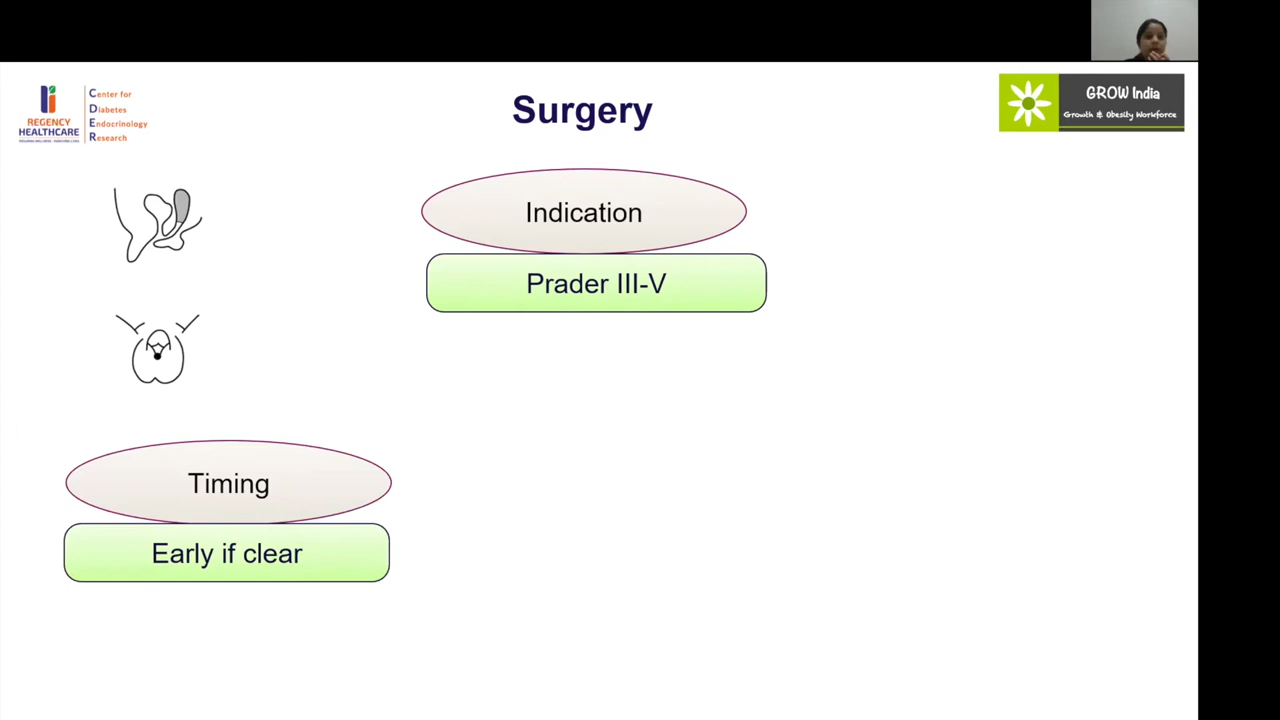 REGENCY
HEALTHCARE
Center for
Diabetes
Endocrinology
Research
Surgery
GROW India
Growth & Obesity Workforce
Indication
Prader III-V
Timing
Early if clear